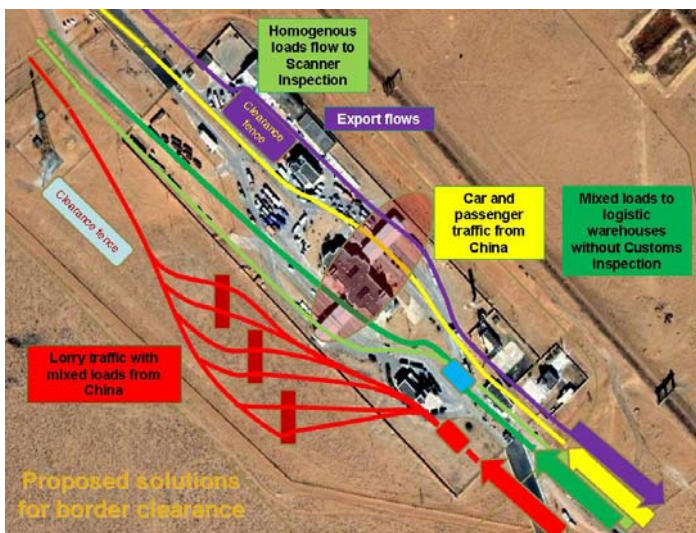 Homogenous
loads flow to
Scanner
Inspection
Clearance
fence
Export flows
Car and
passenger
traffic from
China
Mixed loads to
logistic
warehouses
without Customs
inspection
Clearance fence
Lorry traffic with
mixed loads from
China
Proposed solutions
for border clearance